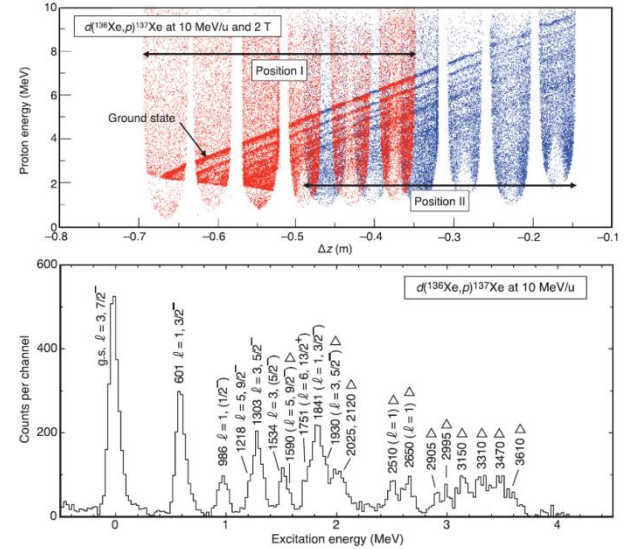 d(¹³⁶Xe,p)¹³⁷Xe at 10 MeV/u and 2 T
Position I
Ground state
Position II
Proton energy (MeV)
10
8
6
4
2
0
−0.8 −0.7 −0.6 −0.5 −0.4 −0.3 −0.2 −0.1
Δz (m)
d(¹³⁶Xe,p)¹³⁷Xe at 10 MeV/u
Counts per channel
600
400
200
0
g.s. ℓ = 3, 7/2⁻
601 ℓ = 1, 3/2⁻
986 ℓ = 1, (1/2⁻)
1218 ℓ = 5, 9/2⁻
1303 ℓ = 3, 5/2⁻
1534 ℓ = 3, (5/2⁻)
1590 (ℓ = 5, 9/2⁻) △
1751 (ℓ = 6, 13/2⁺)
1841 (ℓ = 1, 3/2⁻)
1930 (ℓ = 3, 5/2⁻) △
2025, 2120 △
2510 (ℓ = 1) △
2650 (ℓ = 1) △
2905 △
2995 △
3150 △
3310 △
3470 △
3610 △
0 1 2 3 4
Excitation energy (MeV)